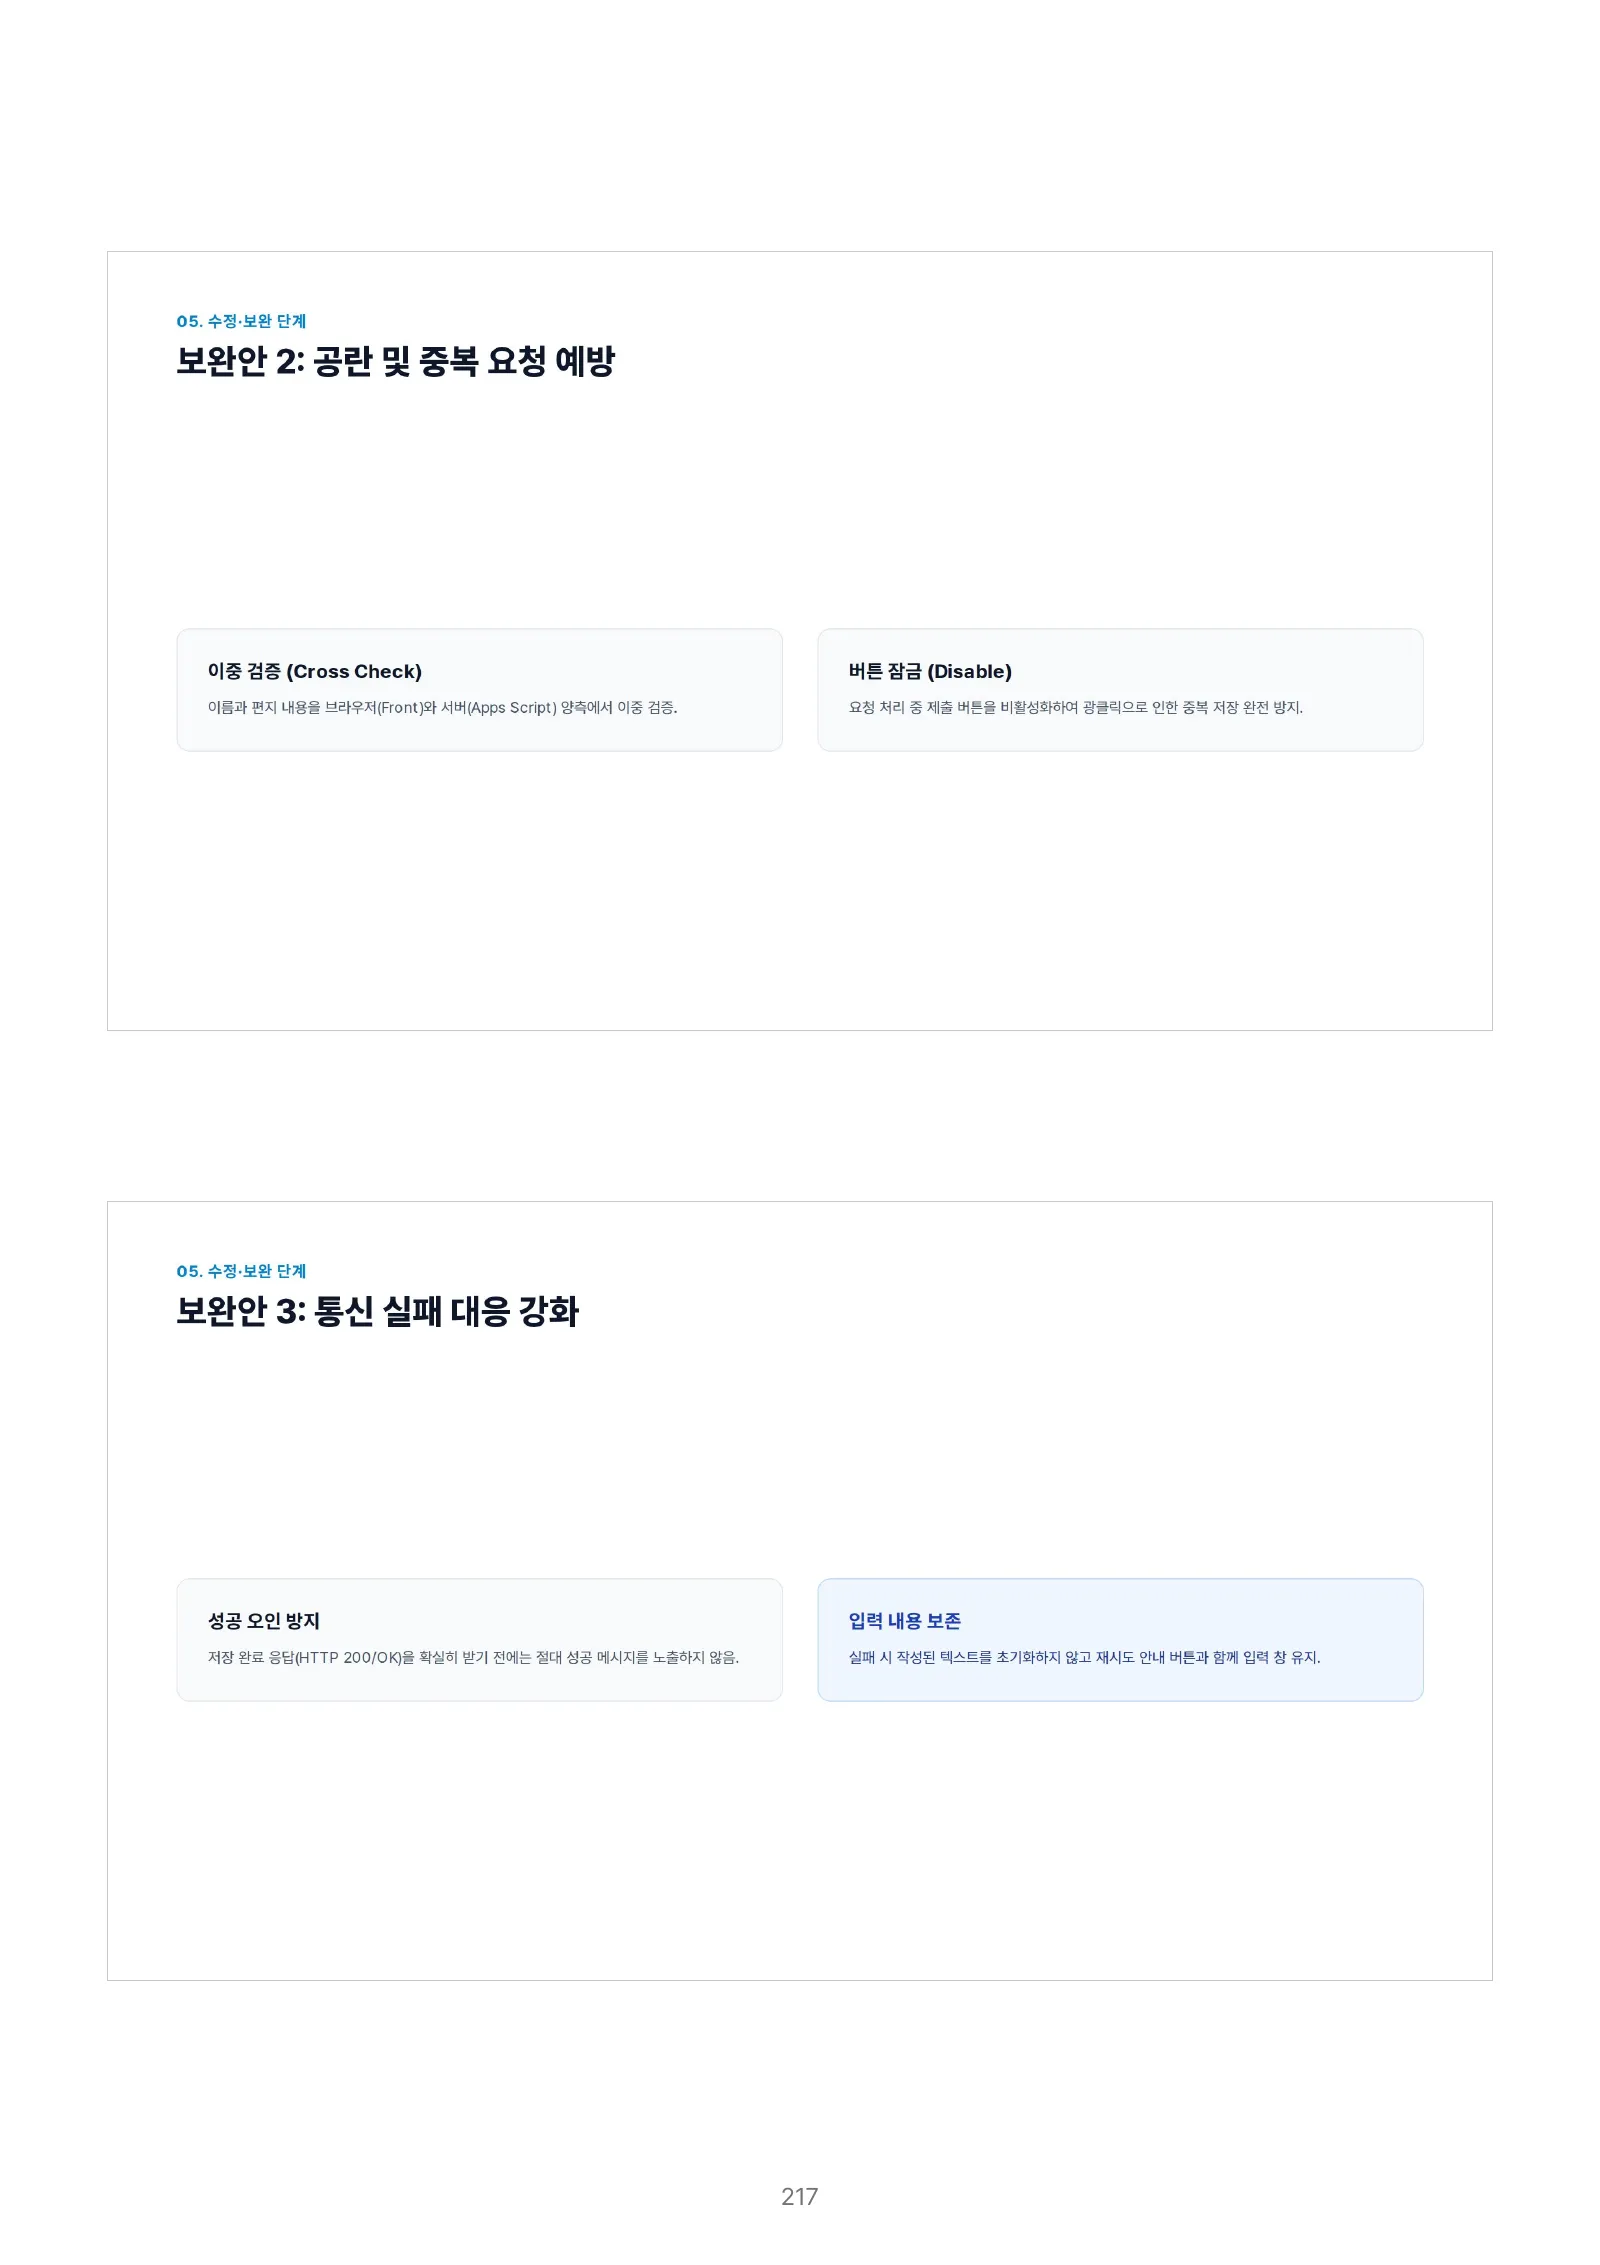 05. 수정·보완 단계
보완안 2: 공란 및 중복 요청 예방
이중 검증 (Cross Check)
이름과 편지 내용을 브라우저(Front)와 서버(Apps Script) 양측에서 이중 검증.
버튼 잠금 (Disable)
요청 처리 중 제출 버튼을 비활성화하여 광클릭으로 인한 중복 저장 완전 방지.
05. 수정·보완 단계
보완안 3: 통신 실패 대응 강화
성공 오인 방지
저장 완료 응답(HTTP 200/OK)을 확실히 받기 전에는 절대 성공 메시지를 노출하지 않음.
입력 내용 보존
실패 시 작성된 텍스트를 초기화하지 않고 재시도 안내 버튼과 함께 입력 창 유지.
217